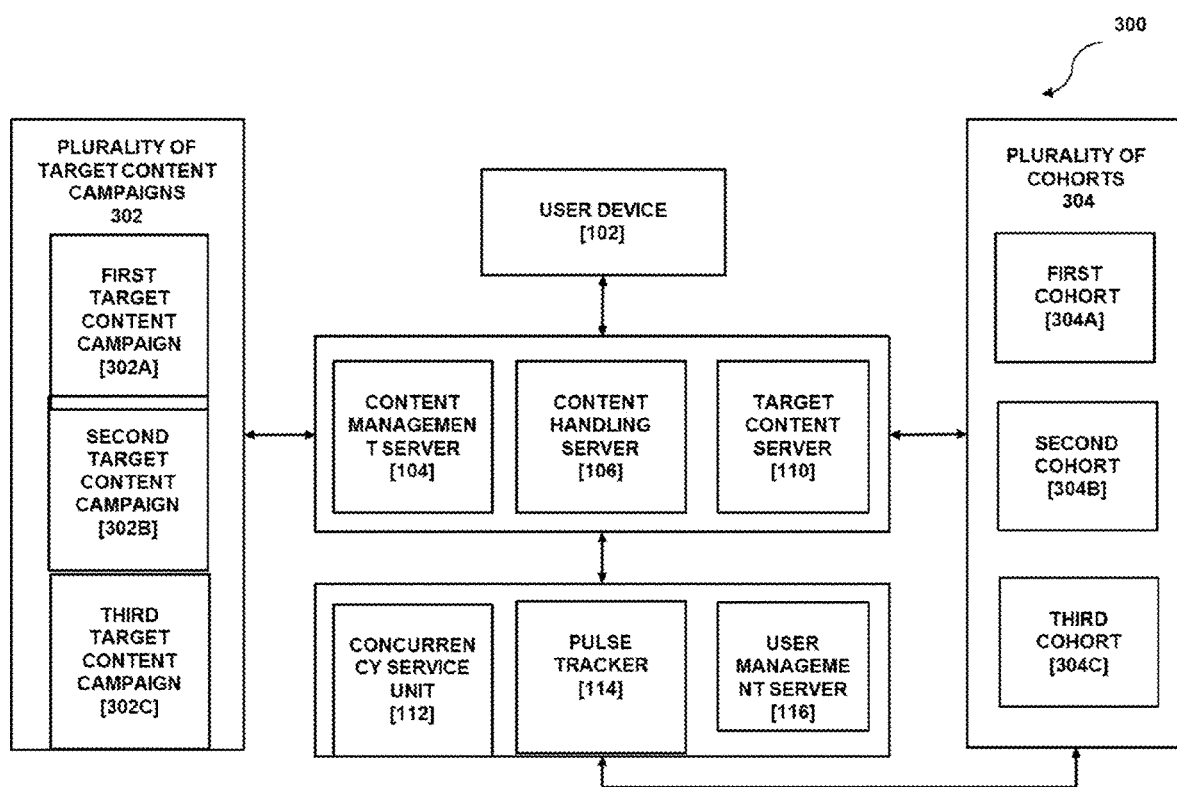 300
PLURALITY OF
TARGET CONTENT
CAMPAIGNS
302
FIRST
TARGET
CONTENT
CAMPAIGN
[302A]
SECOND
TARGET
CONTENT
CAMPAIGN
[302B]
THIRD
TARGET
CONTENT
CAMPAIGN
[302C]
USER DEVICE
[102]
CONTENT
MANAGEMEN
T SERVER
[104]
CONTENT
HANDLING
SERVER
[106]
TARGET
CONTENT
SERVER
[110]
CONCURREN
CY SERVICE
UNIT
[112]
PULSE
TRACKER
[114]
USER
MANAGEME
NT SERVER
[116]
PLURALITY OF
COHORTS
304
FIRST
COHORT
[304A]
SECOND
COHORT
[304B]
THIRD
COHORT
[304C]